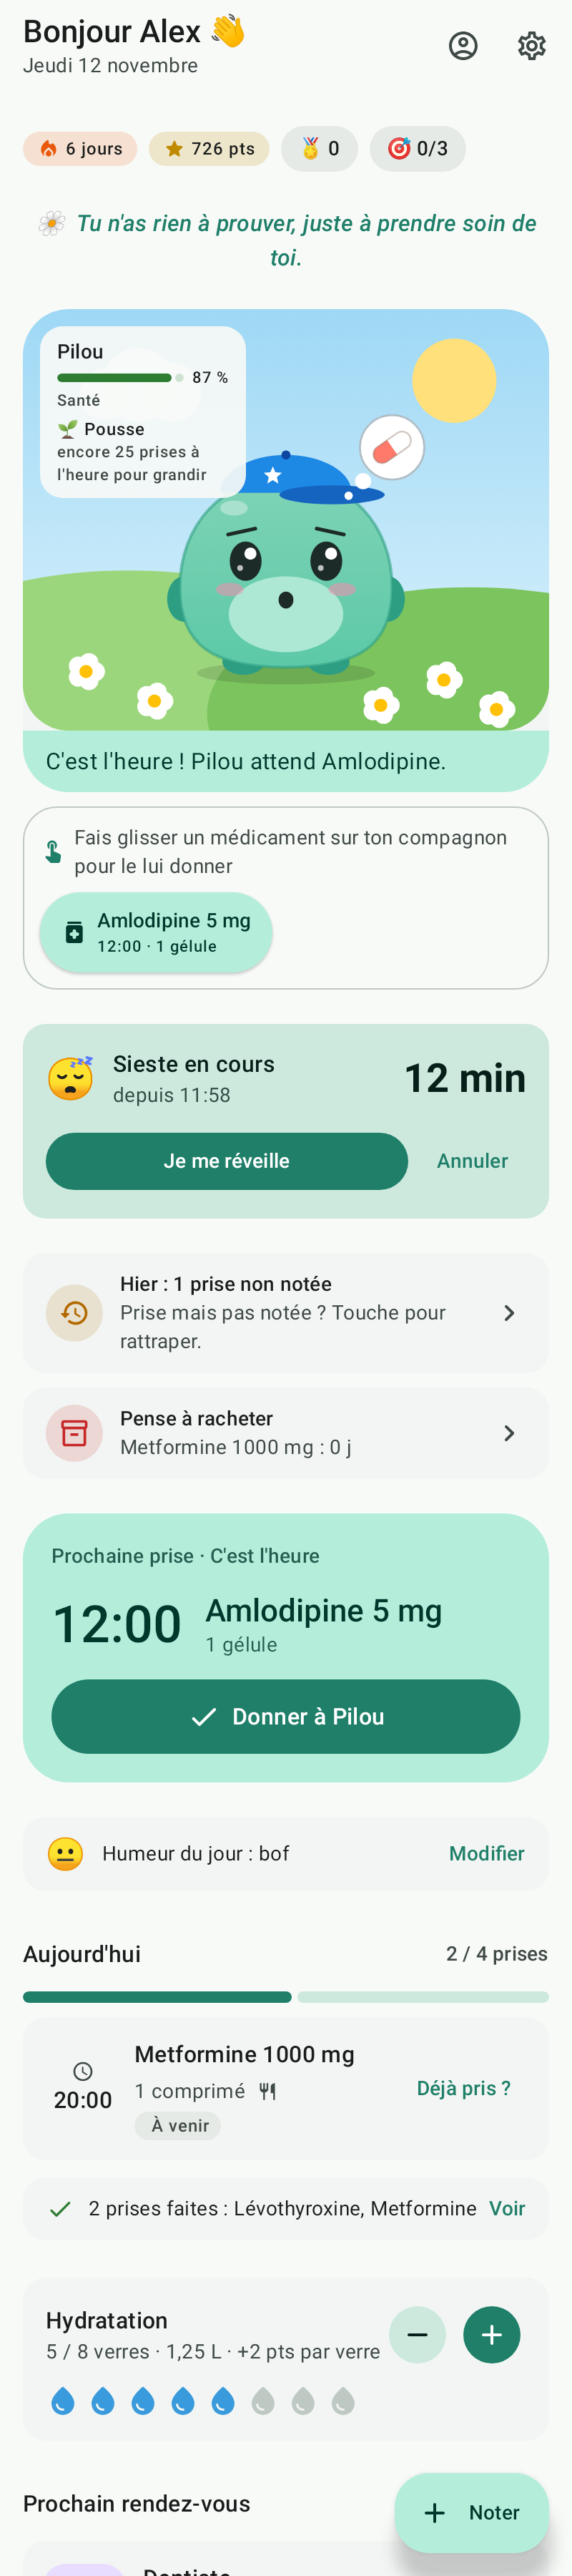 Bonjour Alex 👋
Jeudi 12 novembre
6 jours
726 pts
0
0/3
Tu n'as rien à prouver, juste à prendre soin de
toi.
Pilou
87 %
Santé
Pousse
encore 25 prises à
l'heure pour grandir
C'est l'heure ! Pilou attend Amlodipine.
Fais glisser un médicament sur ton compagnon
pour le lui donner
Amlodipine 5 mg
12:00 · 1 gélule
Sieste en cours
depuis 11:58
12 min
Je me réveille
Annuler
Hier : 1 prise non notée
Prise mais pas notée ? Touche pour
rattraper.
Pense à racheter
Metformine 1000 mg : 0 j
Prochaine prise · C'est l'heure
12:00
Amlodipine 5 mg
1 gélule
Donner à Pilou
Humeur du jour : bof
Modifier
Aujourd'hui
2 / 4 prises
Metformine 1000 mg
20:00
1 comprimé
À venir
Déjà pris ?
2 prises faites : Lévothyroxine, Metformine
Voir
Hydratation
5 / 8 verres · 1,25 L · +2 pts par verre
Prochain rendez-vous
Noter
Dentiste